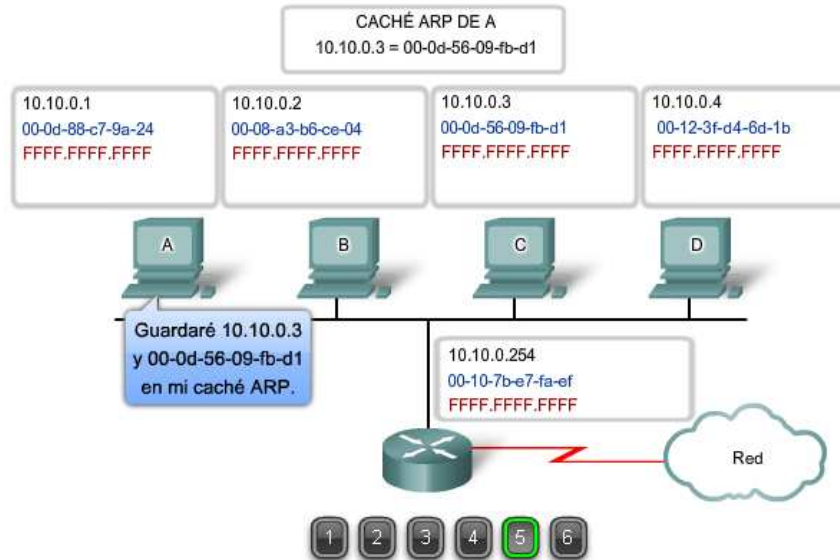 CACHÉ ARP DE A
10.10.0.3 = 00-0d-56-09-fb-d1
10.10.0.1
00-0d-88-c7-9a-24
FFFF.FFFF.FFFF
10.10.0.2
00-08-a3-b6-ce-04
FFFF.FFFF.FFFF
10.10.0.3
00-0d-56-09-fb-d1
FFFF.FFFF.FFFF
10.10.0.4
00-12-3f-d4-6d-1b
FFFF.FFFF.FFFF
A
B
C
D
Guardaré 10.10.0.3
y 00-0d-56-09-fb-d1
en mi caché ARP.
10.10.0.254
00-10-7b-e7-fa-ef
FFFF.FFFF.FFFF
Red
1 2 3 4 5 6